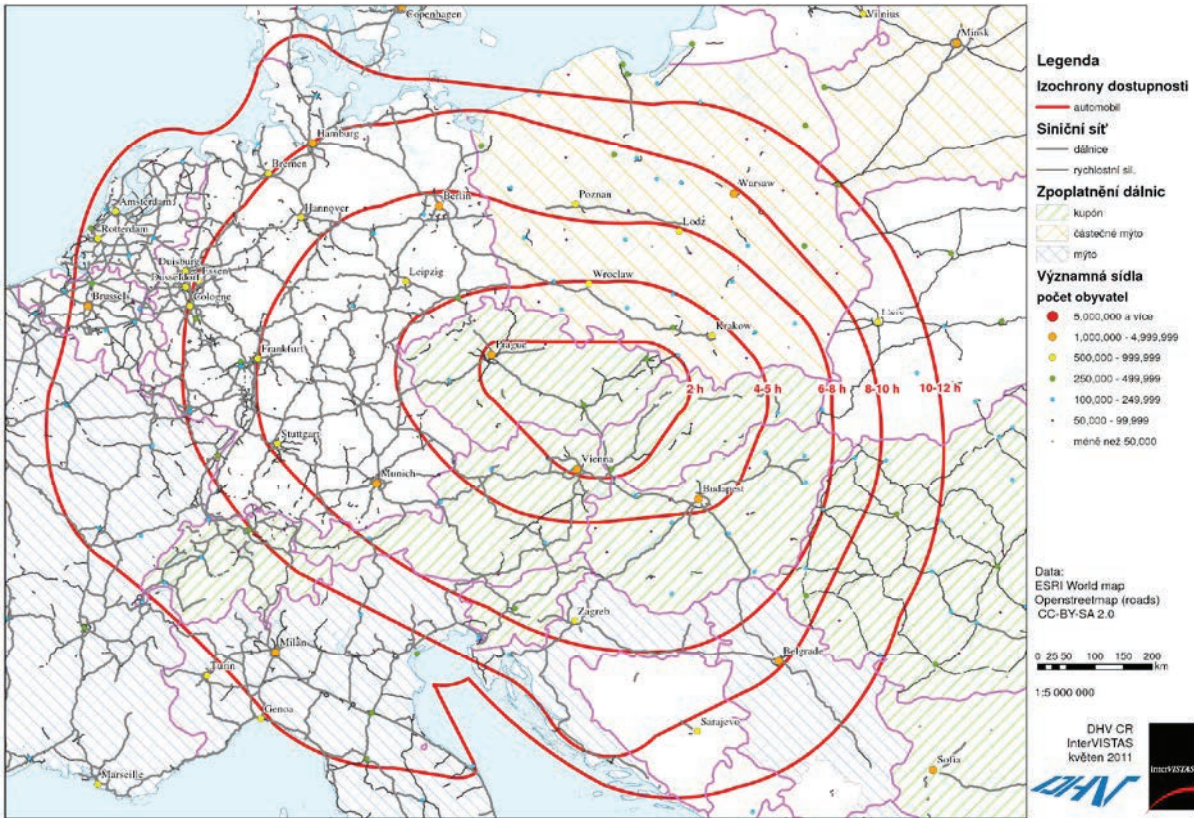 Copenhagen
Vilnius
Minsk
Hamburg
Bremen
Amsterdam
Hannover
Berlin
Poznan
Warsaw
Rotterdam
Lodz
Duisburg
Essen
Dusseldorf
Leipzig
Wroclaw
Brussels
Cologne
Krakow
Frankfurt
Prague
2 h
4-5 h
6-8 h
8-10 h
10-12 h
Stuttgart
Vienna
Munich
Budapest
Zagreb
Milan
Belgrade
Turin
Genoa
Sarajevo
Marseille
Sofia
Legenda
Izochrony dostupnosti
automobil
Siniční síť
dálnice
rychlostní sil.
Zpoplatnění dálnic
kupón
částečné mýto
mýto
Významná sídla
počet obyvatel
5,000,000 a více
1,000,000 - 4,999,999
500,000 - 999,999
250,000 - 499,999
100,000 - 249,999
50,000 - 99,999
méně než 50,000
Data:
ESRI World map
Openstreetmap (roads)
CC-BY-SA 2.0
0 25 50 100 150 200
km
1:5 000 000
DHV CR
InterVISTAS
květen 2011
DHV
InterVISTAS